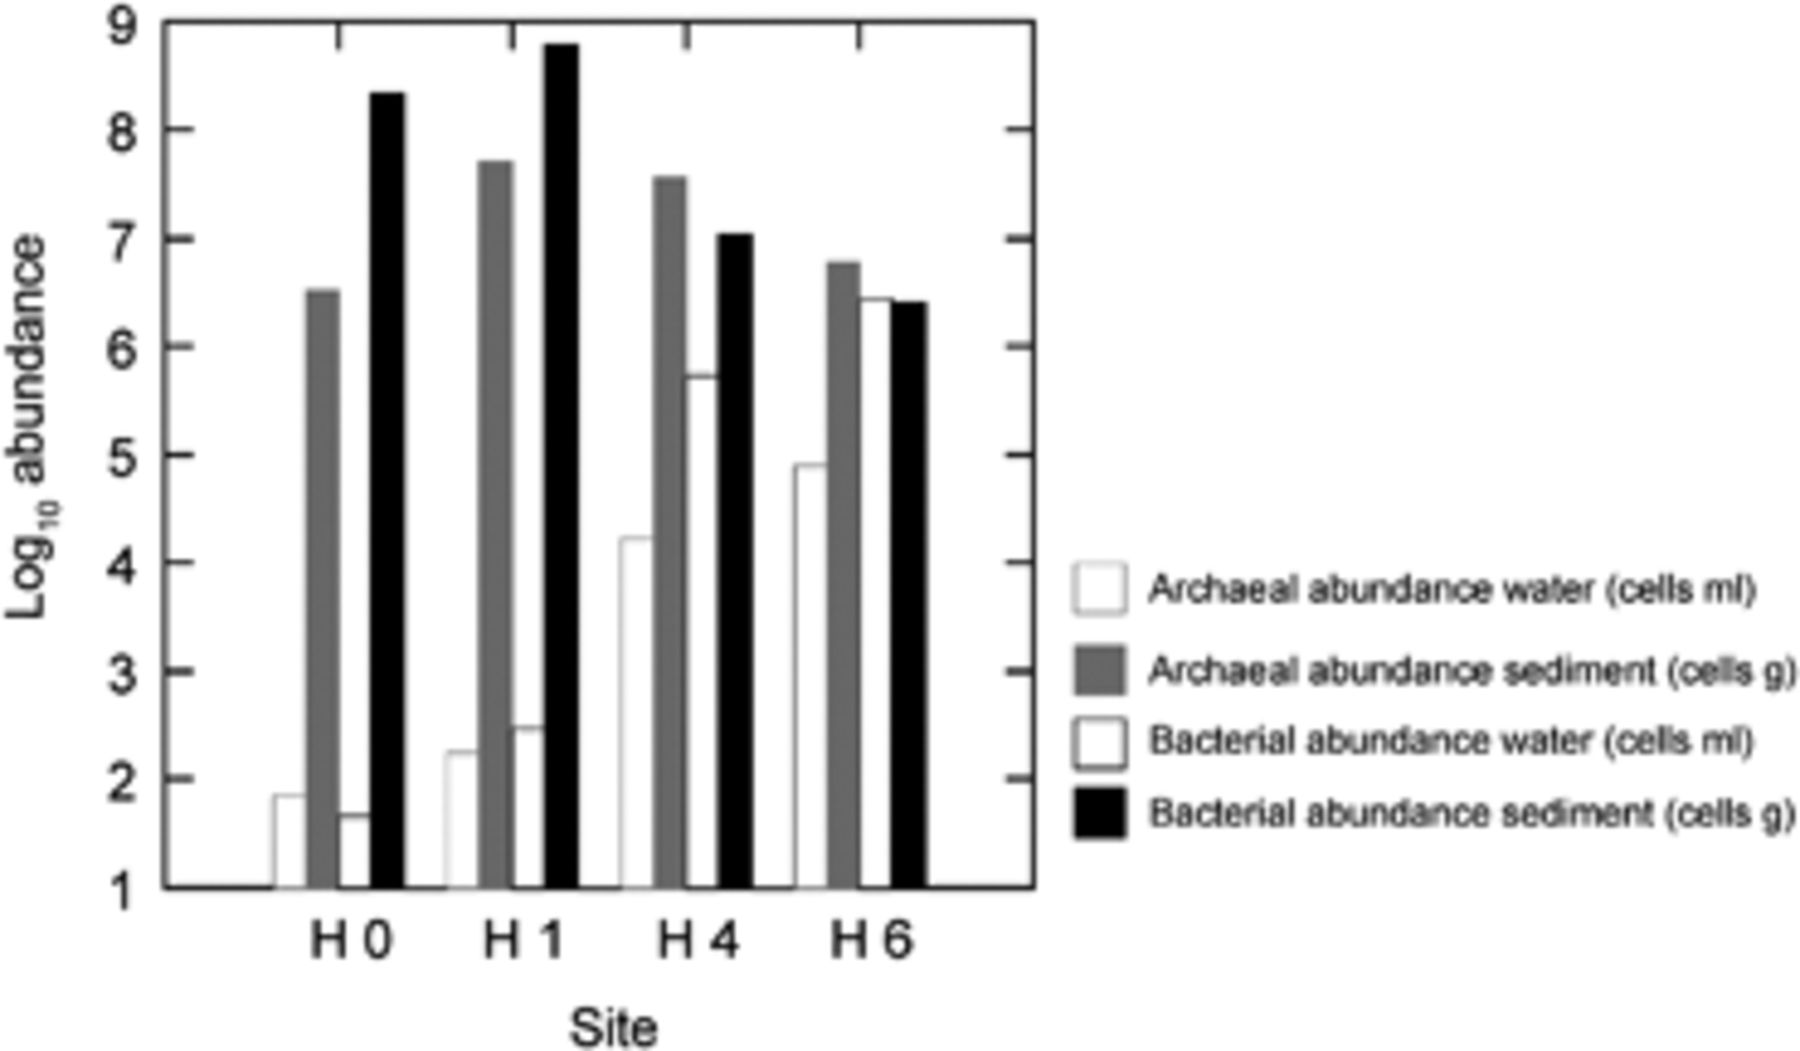 Log10 abundance
9
8
7
6
5
4
3
2
1
H 0 H 1 H 4 H 6
Site
Archaeal abundance water (cells ml)
Archaeal abundance sediment (cells g)
Bacterial abundance water (cells ml)
Bacterial abundance sediment (cells g)